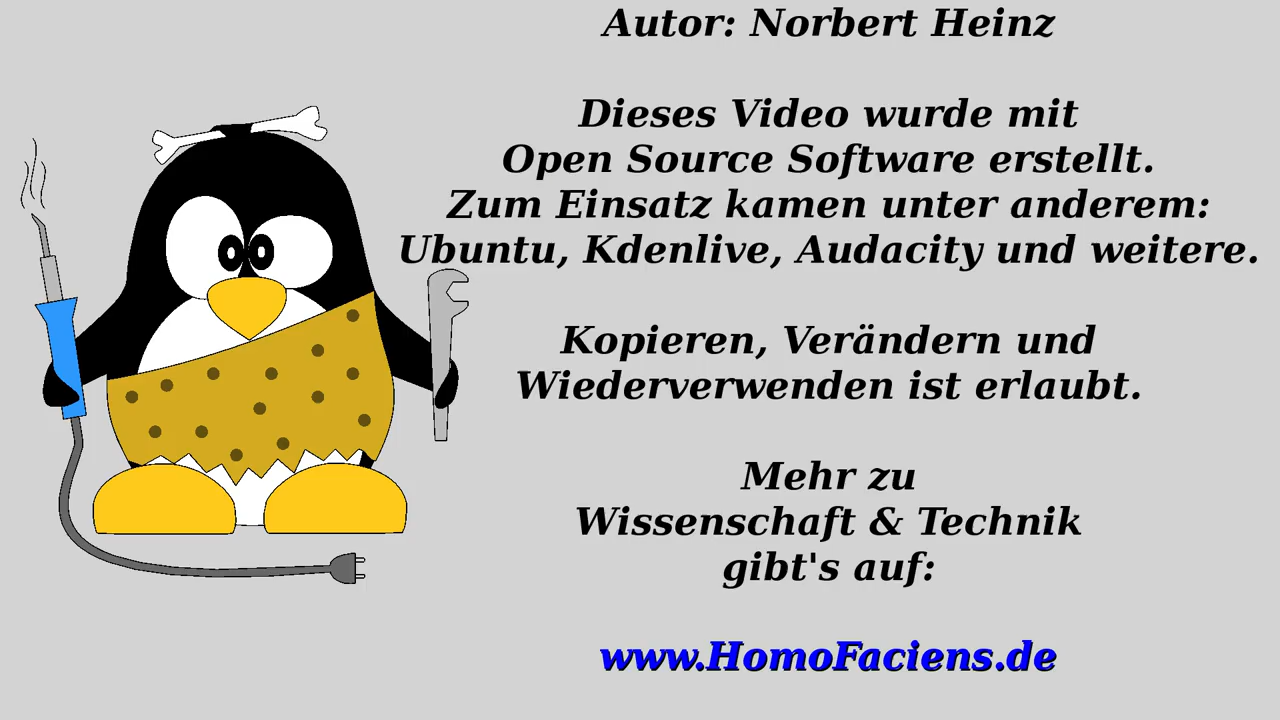 Autor: Norbert Heinz
Dieses Video wurde mit
Open Source Software erstellt.
Zum Einsatz kamen unter anderem:
Ubuntu, Kdenlive, Audacity und weitere.
Kopieren, Verändern und
Wiederverwenden ist erlaubt.
Mehr zu
Wissenschaft & Technik
gibt's auf:
www.HomoFaciens.de